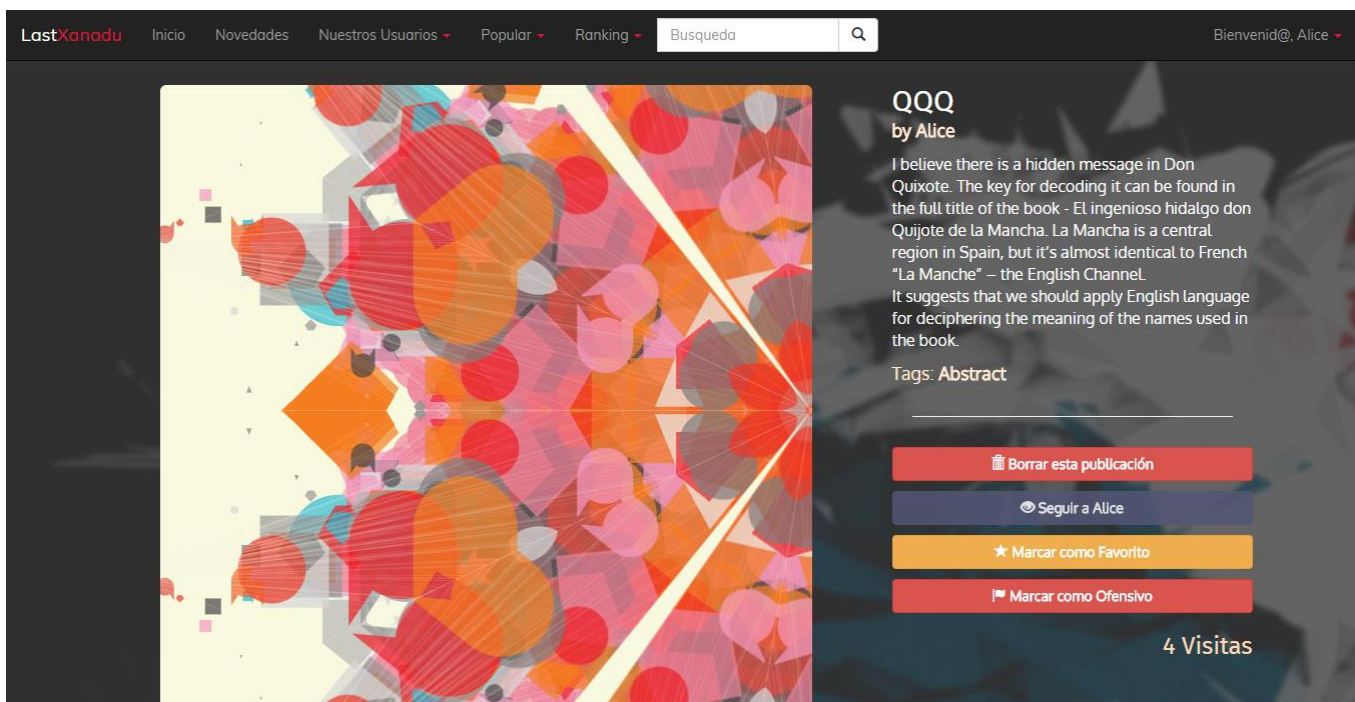 LastXanadu Inicio Novedades Nuestros Usuarios Popular Ranking Busqueda Bienvenid@, Alice
QQQ
by Alice
I believe there is a hidden message in Don
Quixote. The key for decoding it can be found in
the full title of the book - El ingenioso hidalgo don
Quijote de la Mancha. La Mancha is a central
region in Spain, but it's almost identical to French
“La Manche” – the English Channel.
It suggests that we should apply English language
for deciphering the meaning of the names used in
the book.
Tags: Abstract
Borrar esta publicación
Seguir a Alice
Marcar como Favorito
Marcar como Ofensivo
4 Visitas